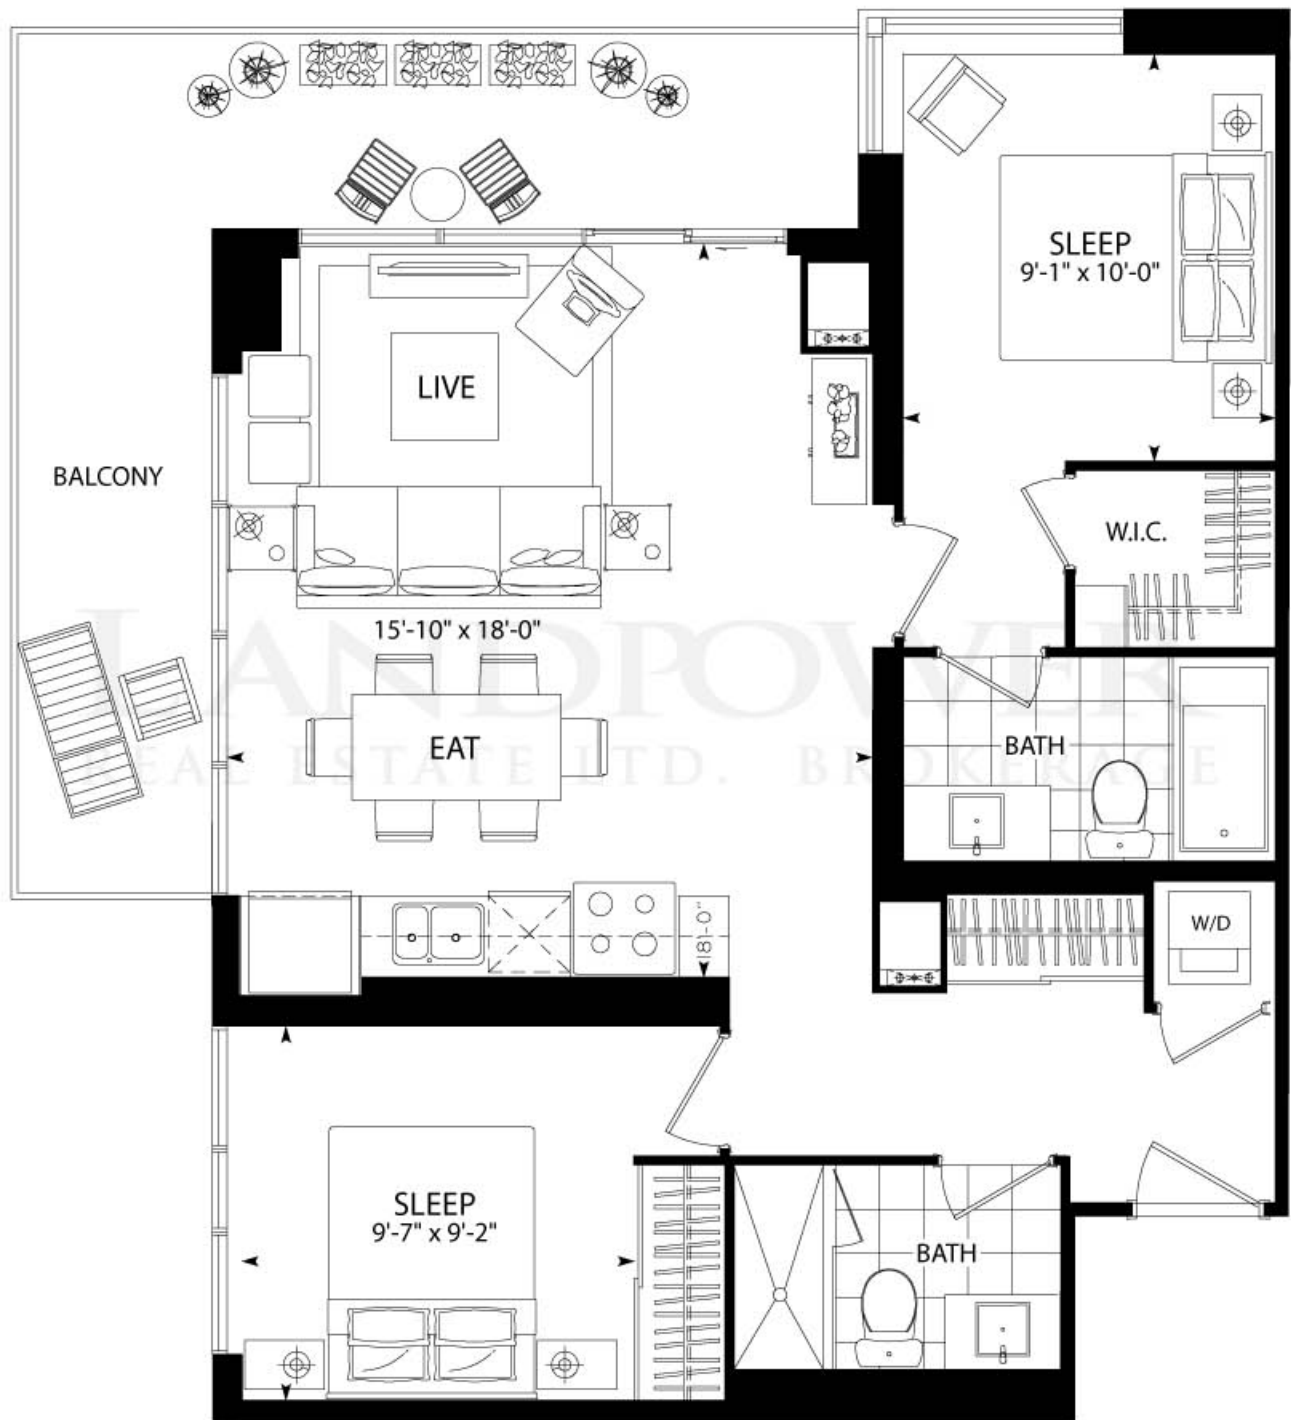 SLEEP
9'-1" x 10'-0"
LIVE
BALCONY
W.I.C.
15'-10" x 18'-0"
LANDPOWER
REAL ESTATE LTD. BROKERAGE
EAT
BATH
18'-0"
W/D
SLEEP
9'-7" x 9'-2"
BATH